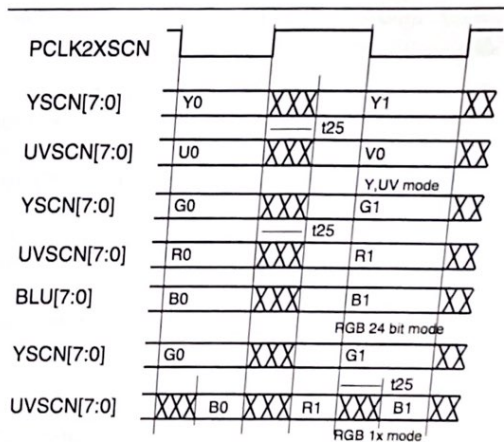 PCLK2XSCN
YSCN[7:0] Y0 Y1
t25
UVSCN[7:0] U0 V0
Y,UV mode
YSCN[7:0] G0 G1
t25
UVSCN[7:0] R0 R1
BLU[7:0] B0 B1
RGB 24 bit mode
YSCN[7:0] G0 G1
t25
UVSCN[7:0] B0 R1 B1
RGB 1x mode